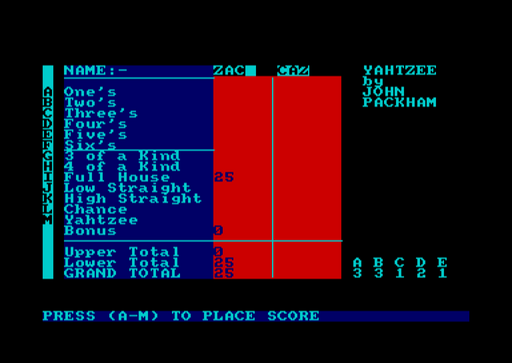 NAME:- ZAC CAZ YAHTZEE
by
A One's JOHN
B Two's PACKHAM
C Three's
D Four's
E Five's
F Six's
G 3 of a Kind
H 4 of a Kind
I Full House 25
J Low Straight
K High Straight
L Chance
M Yahtzee
Bonus 0
Upper Total 0
Lower Total 25 A B C D E
GRAND TOTAL 25 3 3 1 2 1
PRESS (A-M) TO PLACE SCORE